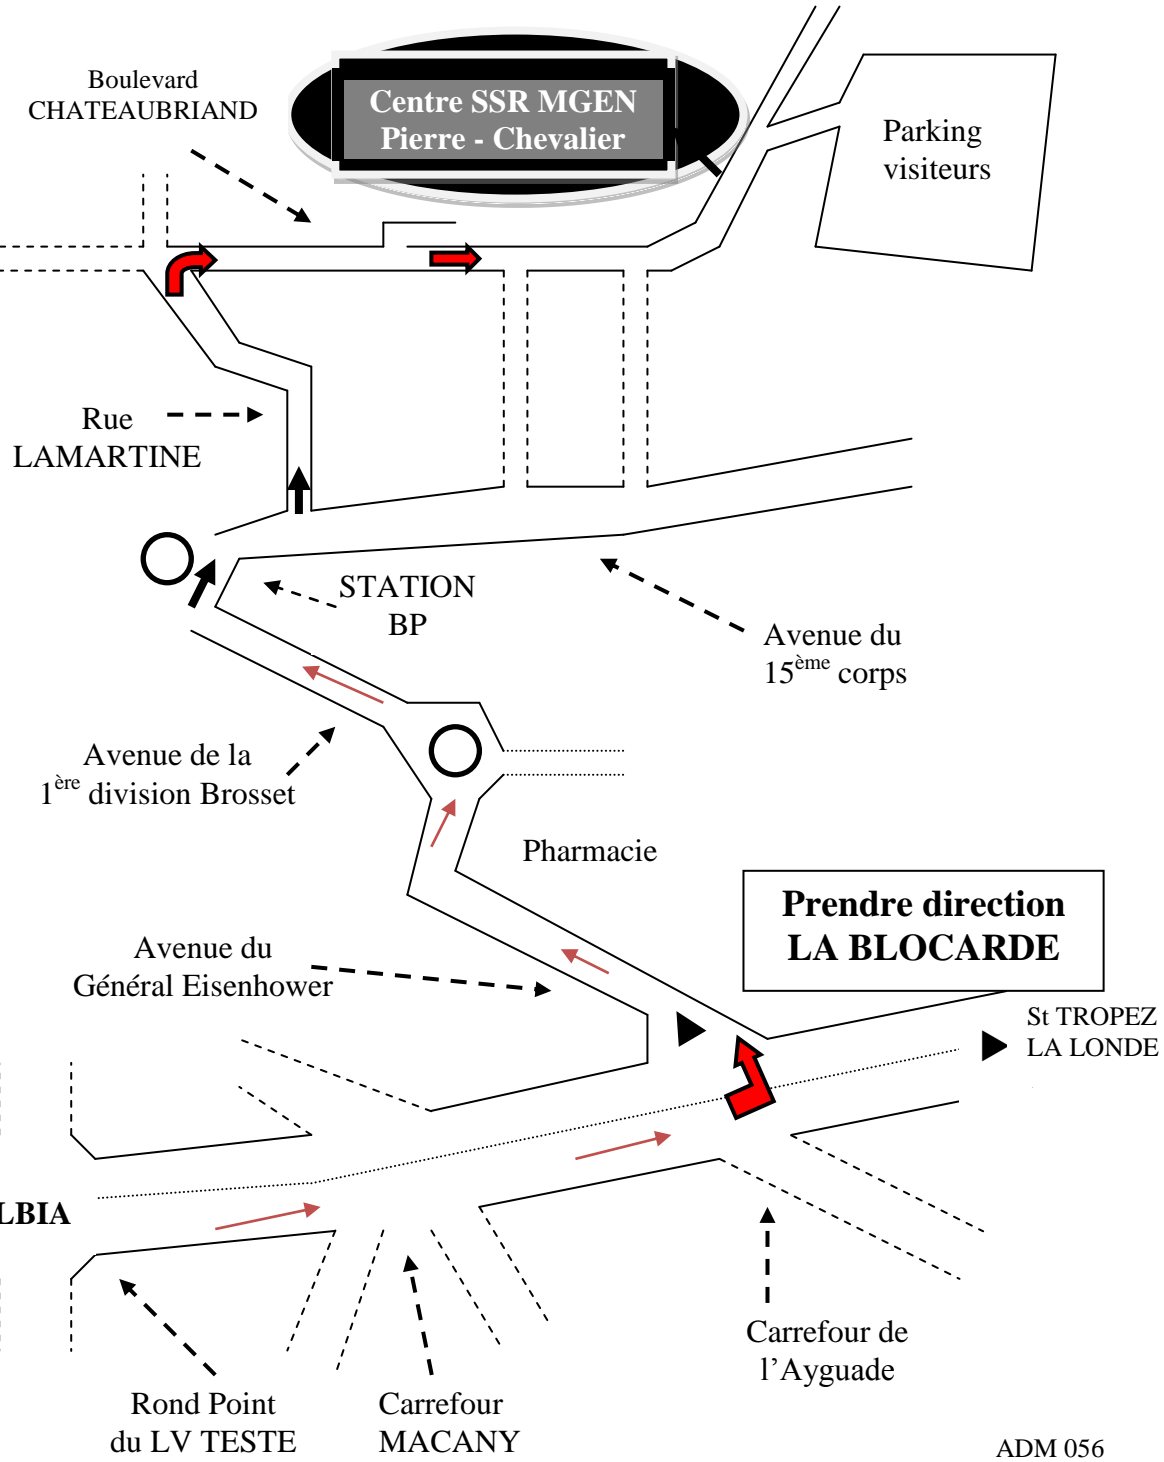 Boulevard
CHATEAUBRIAND
Centre SSR MGEN
Pierre - Chevalier
Parking
visiteurs
Rue
LAMARTINE
STATION
BP
Avenue du
15ème corps
Avenue de la
1ère division Brosset
Pharmacie
Prendre direction
LA BLOCARDE
Avenue du
Général Eisenhower
St TROPEZ
LA LONDE
LBIA
Carrefour de
l’Ayguade
Rond Point
du LV TESTE
Carrefour
MACANY
ADM 056